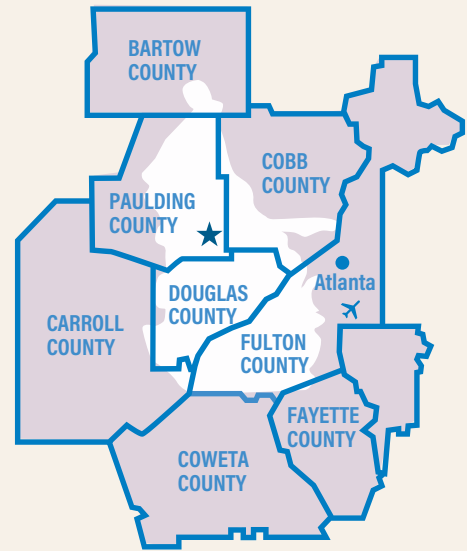 BARTOW
COUNTY
COBB
COUNTY
PAULDING
COUNTY
Atlanta
DOUGLAS
COUNTY
CARROLL
COUNTY
FULTON
COUNTY
FAYETTE
COUNTY
COWETA
COUNTY